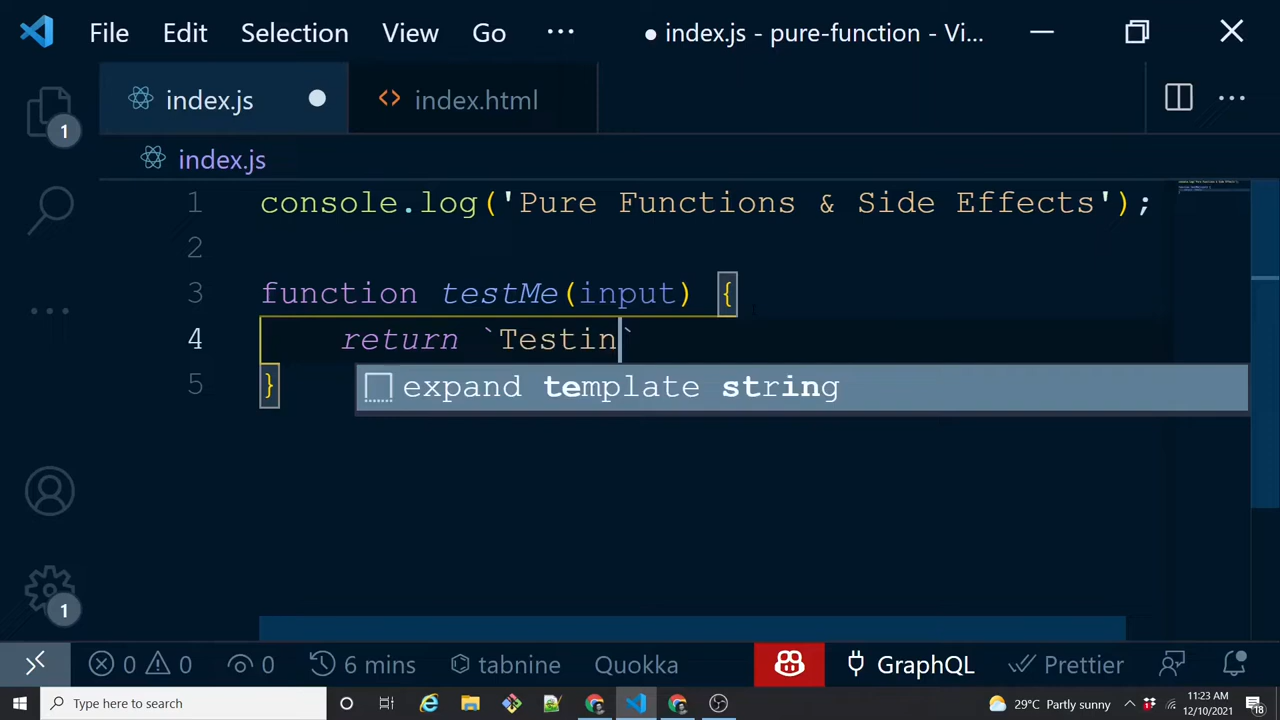 File Edit Selection View Go ··· ● index.js - pure-function - Vi...
index.js ● index.html ···
1
index.js
1 console.log('Pure Functions & Side Effects');
2
3 function testMe(input) {
4 return `Testin`
expand template string
5 }
1
0 0 0 6 mins tabnine Quokka GraphQL Prettier
Type here to search 29°C Partly sunny 11:23 AM
12/10/2021 18